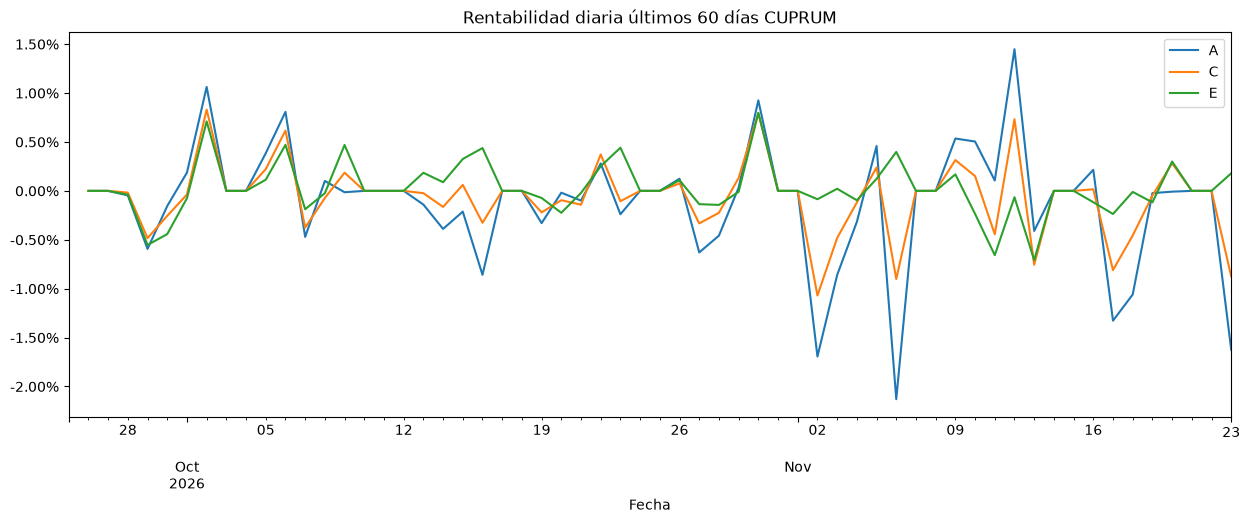 Rentabilidad diaria últimos 60 días CUPRUM
1.50%
1.00%
0.50%
0.00%
-0.50%
-1.00%
-1.50%
-2.00%
A
C
E
28 05 12 19 26 02 09 16 23
Oct Nov
2026
Fecha